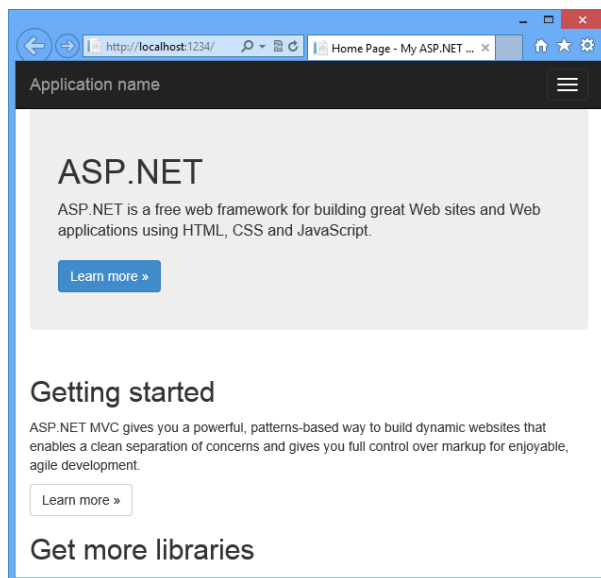 http://localhost:1234/
Home Page - My ASP.NET ...
Application name
ASP.NET
ASP.NET is a free web framework for building great Web sites and Web
applications using HTML, CSS and JavaScript.
Learn more »
Getting started
ASP.NET MVC gives you a powerful, patterns-based way to build dynamic websites that
enables a clean separation of concerns and gives you full control over markup for enjoyable,
agile development.
Learn more »
Get more libraries